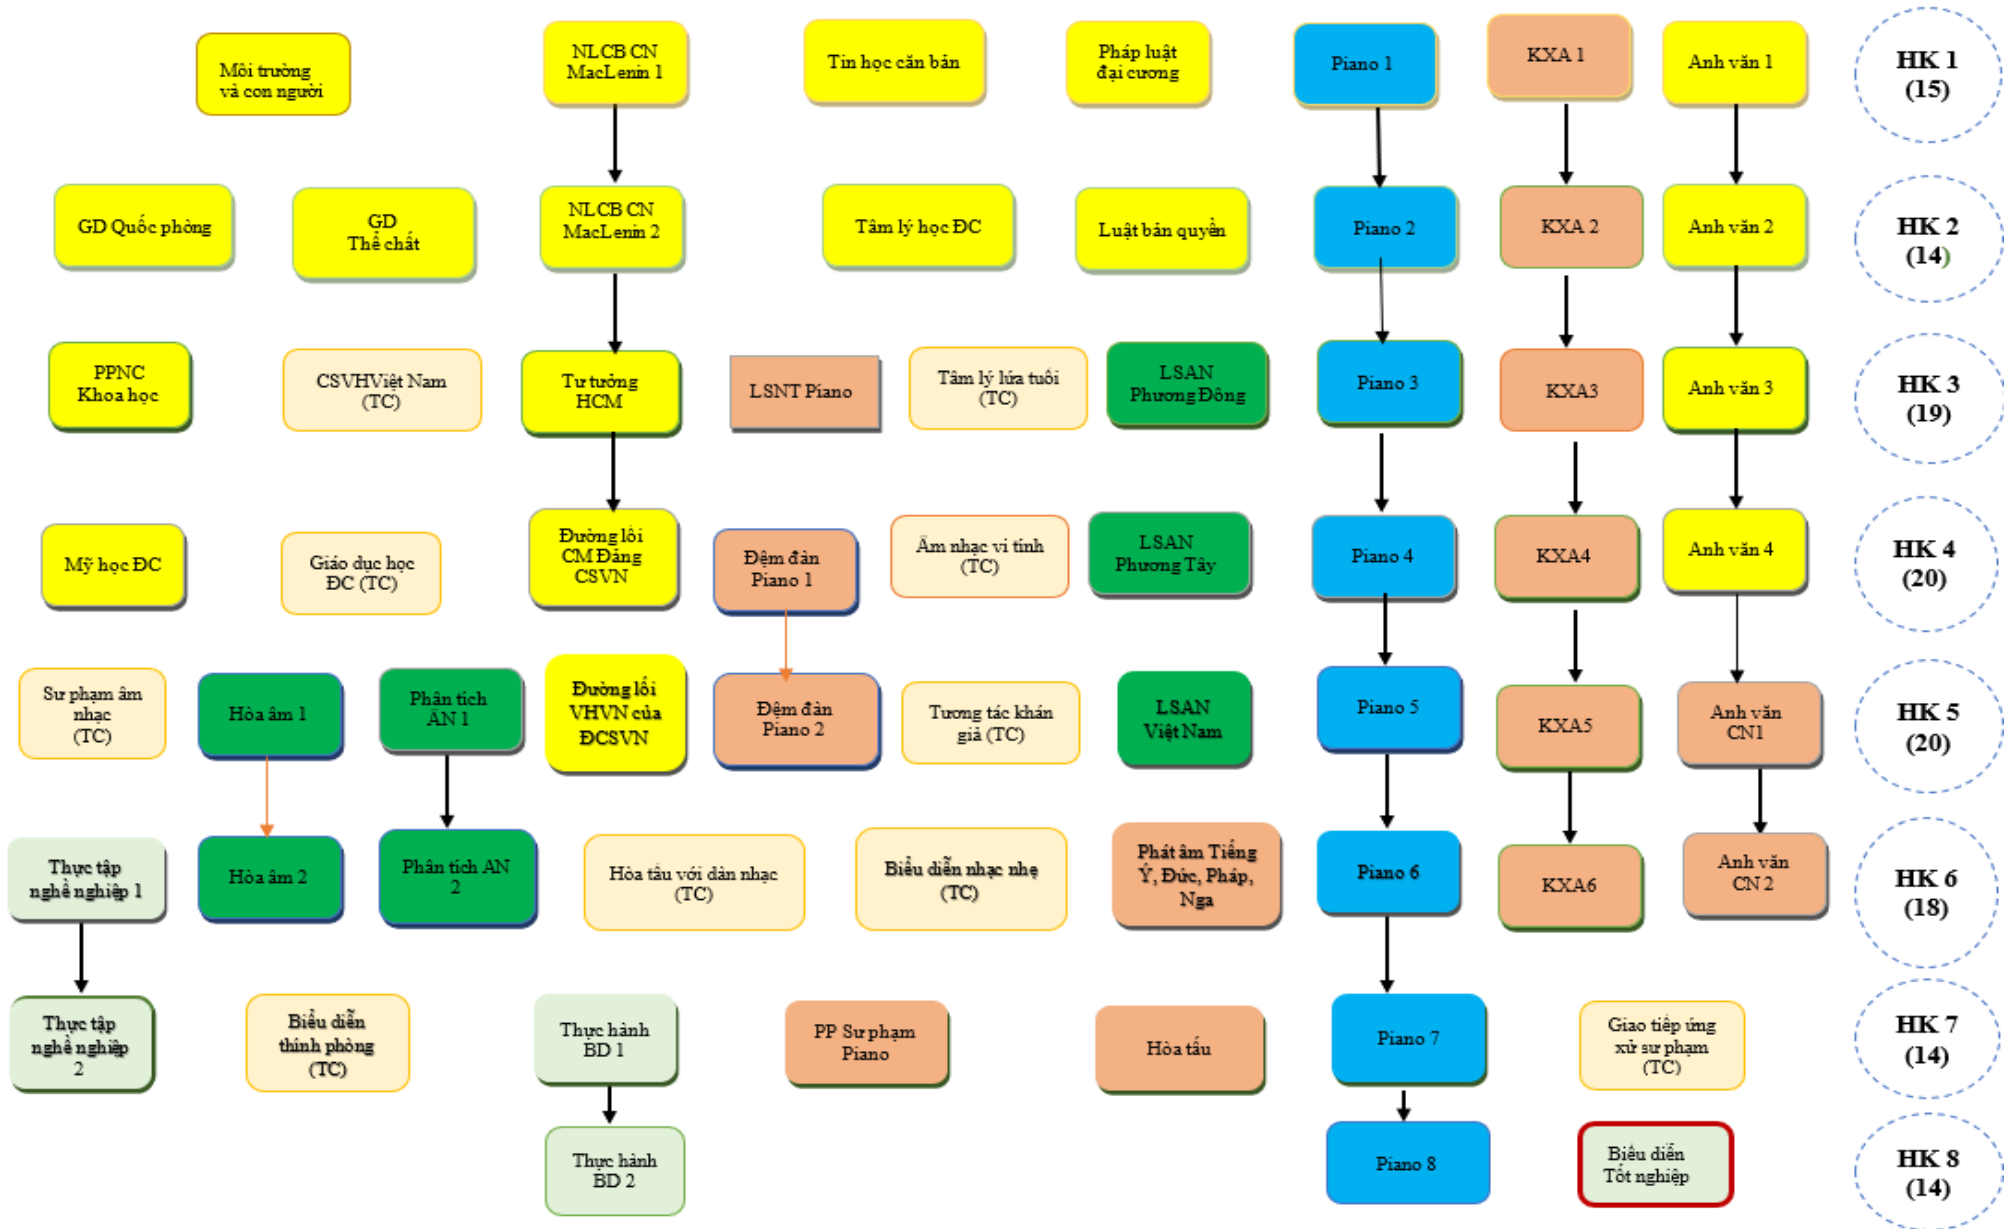 Môi trường
và con người
NLCB CN
MacLenin 1
Tin học căn bản
Pháp luật
đại cương
Piano 1
KXA 1
Anh văn 1
HK 1
(15)
GD Quốc phòng
GD
Thể chất
NLCB CN
MacLenin 2
Tâm lý học ĐC
Luật bản quyền
Piano 2
KXA 2
Anh văn 2
HK 2
(14)
PPNC
Khoa học
CSVHViệt Nam
(TC)
Tư tưởng
HCM
LSNT Piano
Tâm lý lứa tuổi
(TC)
LSAN
Phương Đông
Piano 3
KXA3
Anh văn 3
HK 3
(19)
Mỹ học ĐC
Giáo dục học
ĐC (TC)
Đường lối
CM Đảng
CSVN
Đệm đàn
Piano 1
Âm nhạc vi tính
(TC)
LSAN
Phương Tây
Piano 4
KXA4
Anh văn 4
HK 4
(20)
Sư phạm âm
nhạc
(TC)
Hòa âm 1
Phân tích
ÂN 1
Đường lối
VHVN của
ĐCSVN
Đệm đàn
Piano 2
Tương tác khán
giả (TC)
LSAN
Việt Nam
Piano 5
KXA5
Anh văn
CN1
HK 5
(20)
Thực tập
nghề nghiệp 1
Hòa âm 2
Phân tích AN
2
Hòa tấu với dàn nhạc
(TC)
Biểu diễn nhạc nhẹ
(TC)
Phát âm Tiếng
Ý, Đức, Pháp,
Nga
Piano 6
KXA6
Anh văn
CN 2
HK 6
(18)
Thực tập
nghề nghiệp
2
Biểu diễn
thính phòng
(TC)
Thực hành
BD 1
PP Sư phạm
Piano
Hòa tấu
Piano 7
Giao tiếp ứng
xử sư phạm
(TC)
HK 7
(14)
Thực hành
BD 2
Piano 8
Biểu diễn
Tốt nghiệp
HK 8
(14)